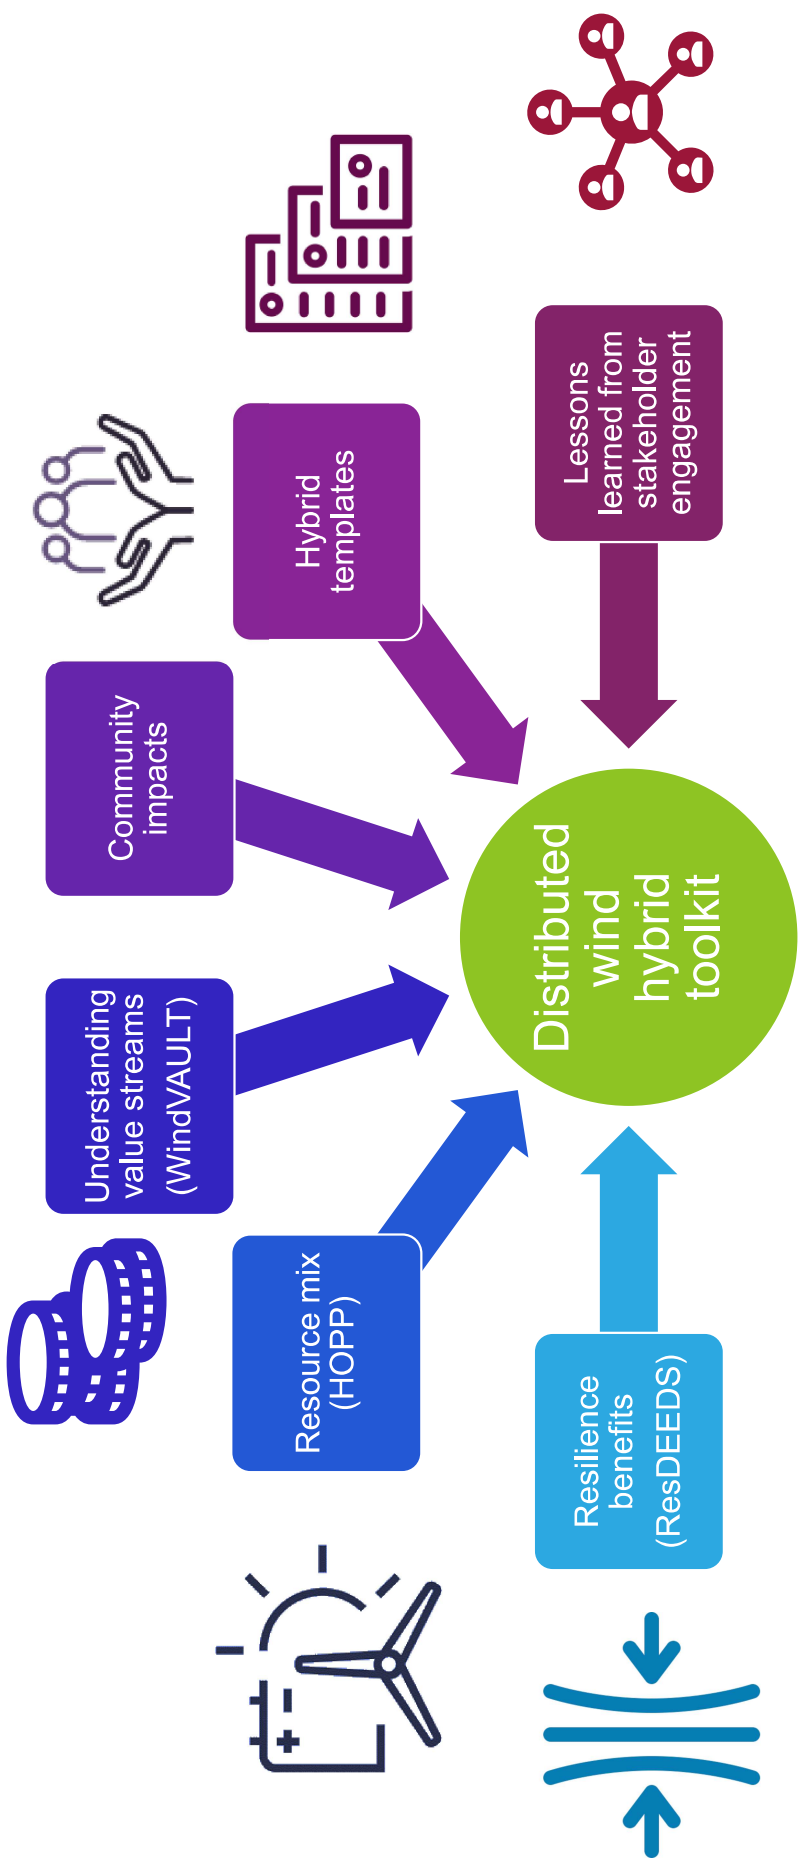 Resilience
benefits
(ResDEEDS)
Resource mix
(HOPP)
Understanding
value streams
(WindVAULT)
Community
impacts
Hybrid
templates
Lessons
learned from
stakeholder
engagement
Distributed
wind
hybrid
toolkit